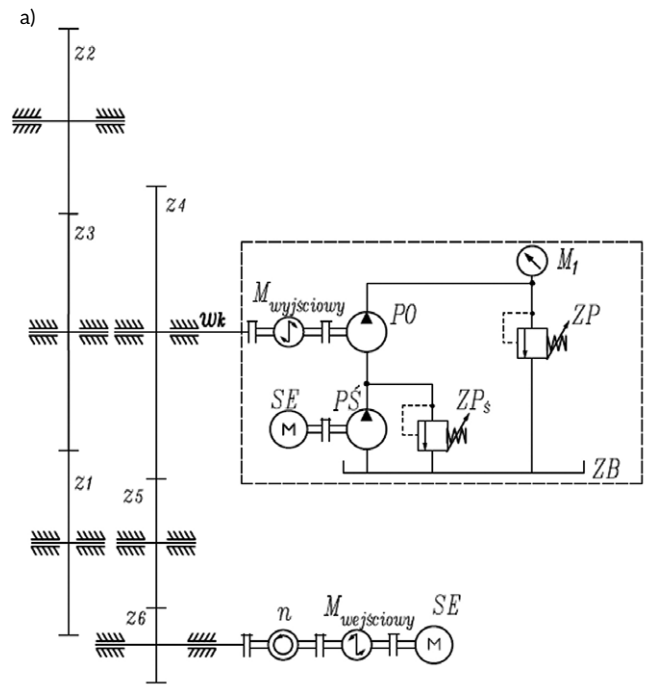 a)
z2
z4
z3
M1
Mwyjściowy
PO
ZP
Wk
SE
PŚ
ZPś
z1
z5
M
ZB
z6
n
Mwejściowy
SE
M